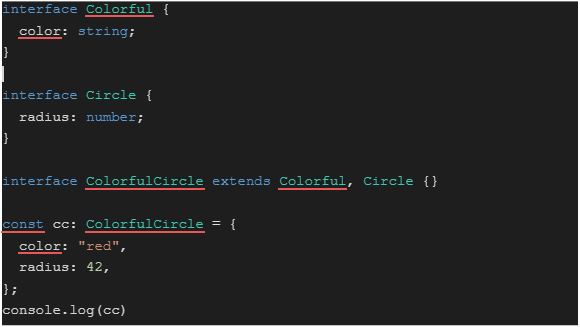 interface Colorful {
  color: string;
}

interface Circle {
  radius: number;
}

interface ColorfulCircle extends Colorful, Circle {}

const cc: ColorfulCircle = {
  color: "red",
  radius: 42,
};
console.log(cc)